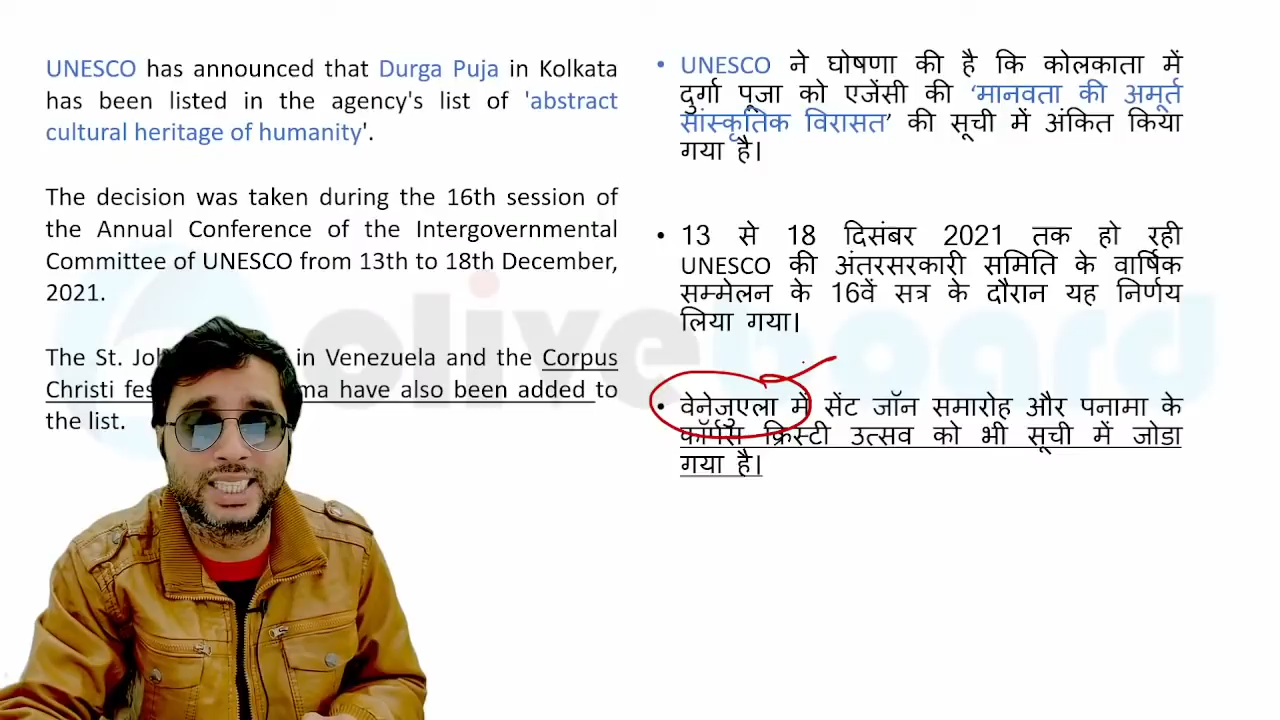 UNESCO has announced that Durga Puja in Kolkata
has been listed in the agency's list of 'abstract
cultural heritage of humanity'.
The decision was taken during the 16th session of
the Annual Conference of the Intergovernmental
Committee of UNESCO from 13th to 18th December,
2021.
The St. in Venezuela and the Corpus
Christi have also been added to
the list.
• UNESCO ने घोषणा की है कि कोलकाता में
दुर्गा पूजा को एजेंसी की ‘मानवता की अमूर्त
सांस्कृतिक विरासत’ की सूची में अंकित किया
गया है।
• 13 से 18 दिसंबर 2021 तक हो रही
UNESCO की अंतरसरकारी समिति के वार्षिक
सम्मेलन के 16वें सत्र के दौरान यह निर्णय
लिया गया।
• वेनेजुएला में सेंट जॉन समारोह और पनामा के
कॉर्पस क्रिस्टी उत्सव को भी सूची में जोडा
गया है।
oliveboard